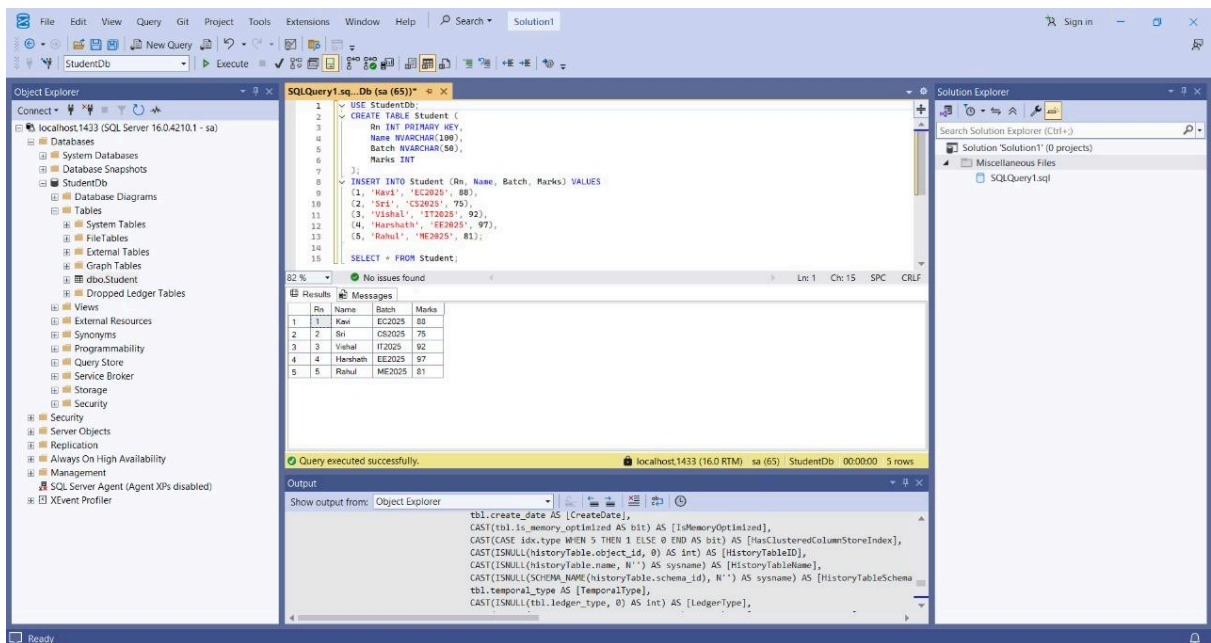 File Edit View Query Git Project Tools Extensions Window Help Search Solution1 Sign in
New Query
StudentDb Execute
Object Explorer
Connect
localhost,1433 (SQL Server 16.0.4210.1 - sa)
Databases
System Databases
Database Snapshots
StudentDb
Database Diagrams
Tables
System Tables
FileTables
External Tables
Graph Tables
dbo.Student
Dropped Ledger Tables
Views
External Resources
Synonyms
Programmability
Query Store
Service Broker
Storage
Security
Security
Server Objects
Replication
Always On High Availability
Management
SQL Server Agent (Agent XPs disabled)
XEvent Profiler
SQLQuery1.sq...Db (sa (65))*
1 USE StudentDb;
2 CREATE TABLE Student (
3 Rn INT PRIMARY KEY,
4 Name NVARCHAR(100),
5 Batch NVARCHAR(50),
6 Marks INT
7 );
8 INSERT INTO Student (Rn, Name, Batch, Marks) VALUES
9 (1, 'Kavi', 'EC2025', 88),
10 (2, 'Sri', 'CS2025', 75),
11 (3, 'Vishal', 'IT2025', 92),
12 (4, 'Harshath', 'EE2025', 97),
13 (5, 'Rahul', 'ME2025', 81);
14
15 SELECT * FROM Student;
82 % No issues found Ln: 1 Ch: 15 SPC CRLF
Results Messages
Rn Name Batch Marks
1 1 Kavi EC2025 88
2 2 Sri CS2025 75
3 3 Vishal IT2025 92
4 4 Harshath EE2025 97
5 5 Rahul ME2025 81
Query executed successfully. localhost,1433 (16.0 RTM) sa (65) StudentDb 00:00:00 5 rows
Output
Show output from: Object Explorer
tbl.create_date AS [CreateDate],
CAST(tbl.is_memory_optimized AS bit) AS [IsMemoryOptimized],
CAST(CASE idx.type WHEN 5 THEN 1 ELSE 0 END AS bit) AS [HasClusteredColumnStoreIndex],
CAST(ISNULL(historyTable.object_id, 0) AS int) AS [HistoryTableID],
CAST(ISNULL(historyTable.name, N'') AS sysname) AS [HistoryTableName],
CAST(ISNULL(SCHEMA_NAME(historyTable.schema_id), N'') AS sysname) AS [HistoryTableSchema
tbl.temporal_type AS [TemporalType],
CAST(ISNULL(tbl.ledger_type, 0) AS int) AS [LedgerType],
Solution Explorer
Search Solution Explorer (Ctrl+;)
Solution 'Solution1' (0 projects)
Miscellaneous Files
SQLQuery1.sql
Ready